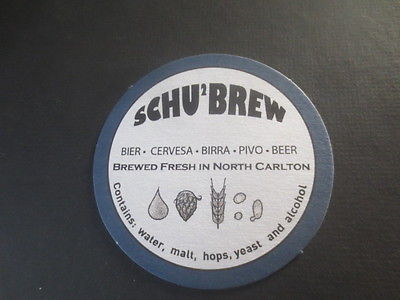 SCHU²BREW
BIER · CERVESA · BIRRA · PIVO · BEER
BREWED FRESH IN NORTH CARLTON
Contains: water, malt, hops, yeast and alcohol